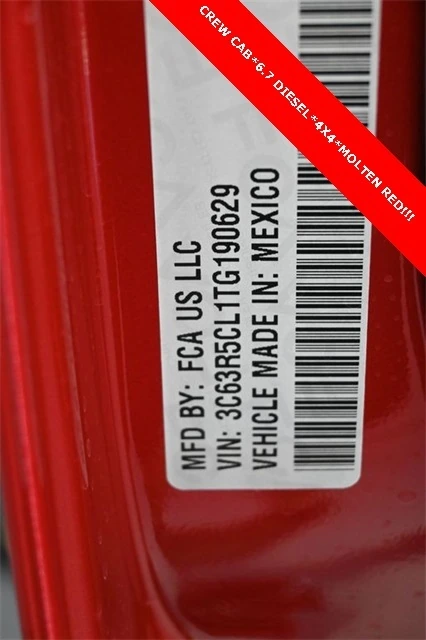 CREW CAB*6.7 DIESEL*4X4*MOLTEN RED!!!
MFD BY: FCA US LLC
VIN: 3C63R5CL1TG190629
VEHICLE MADE IN: MEXICO